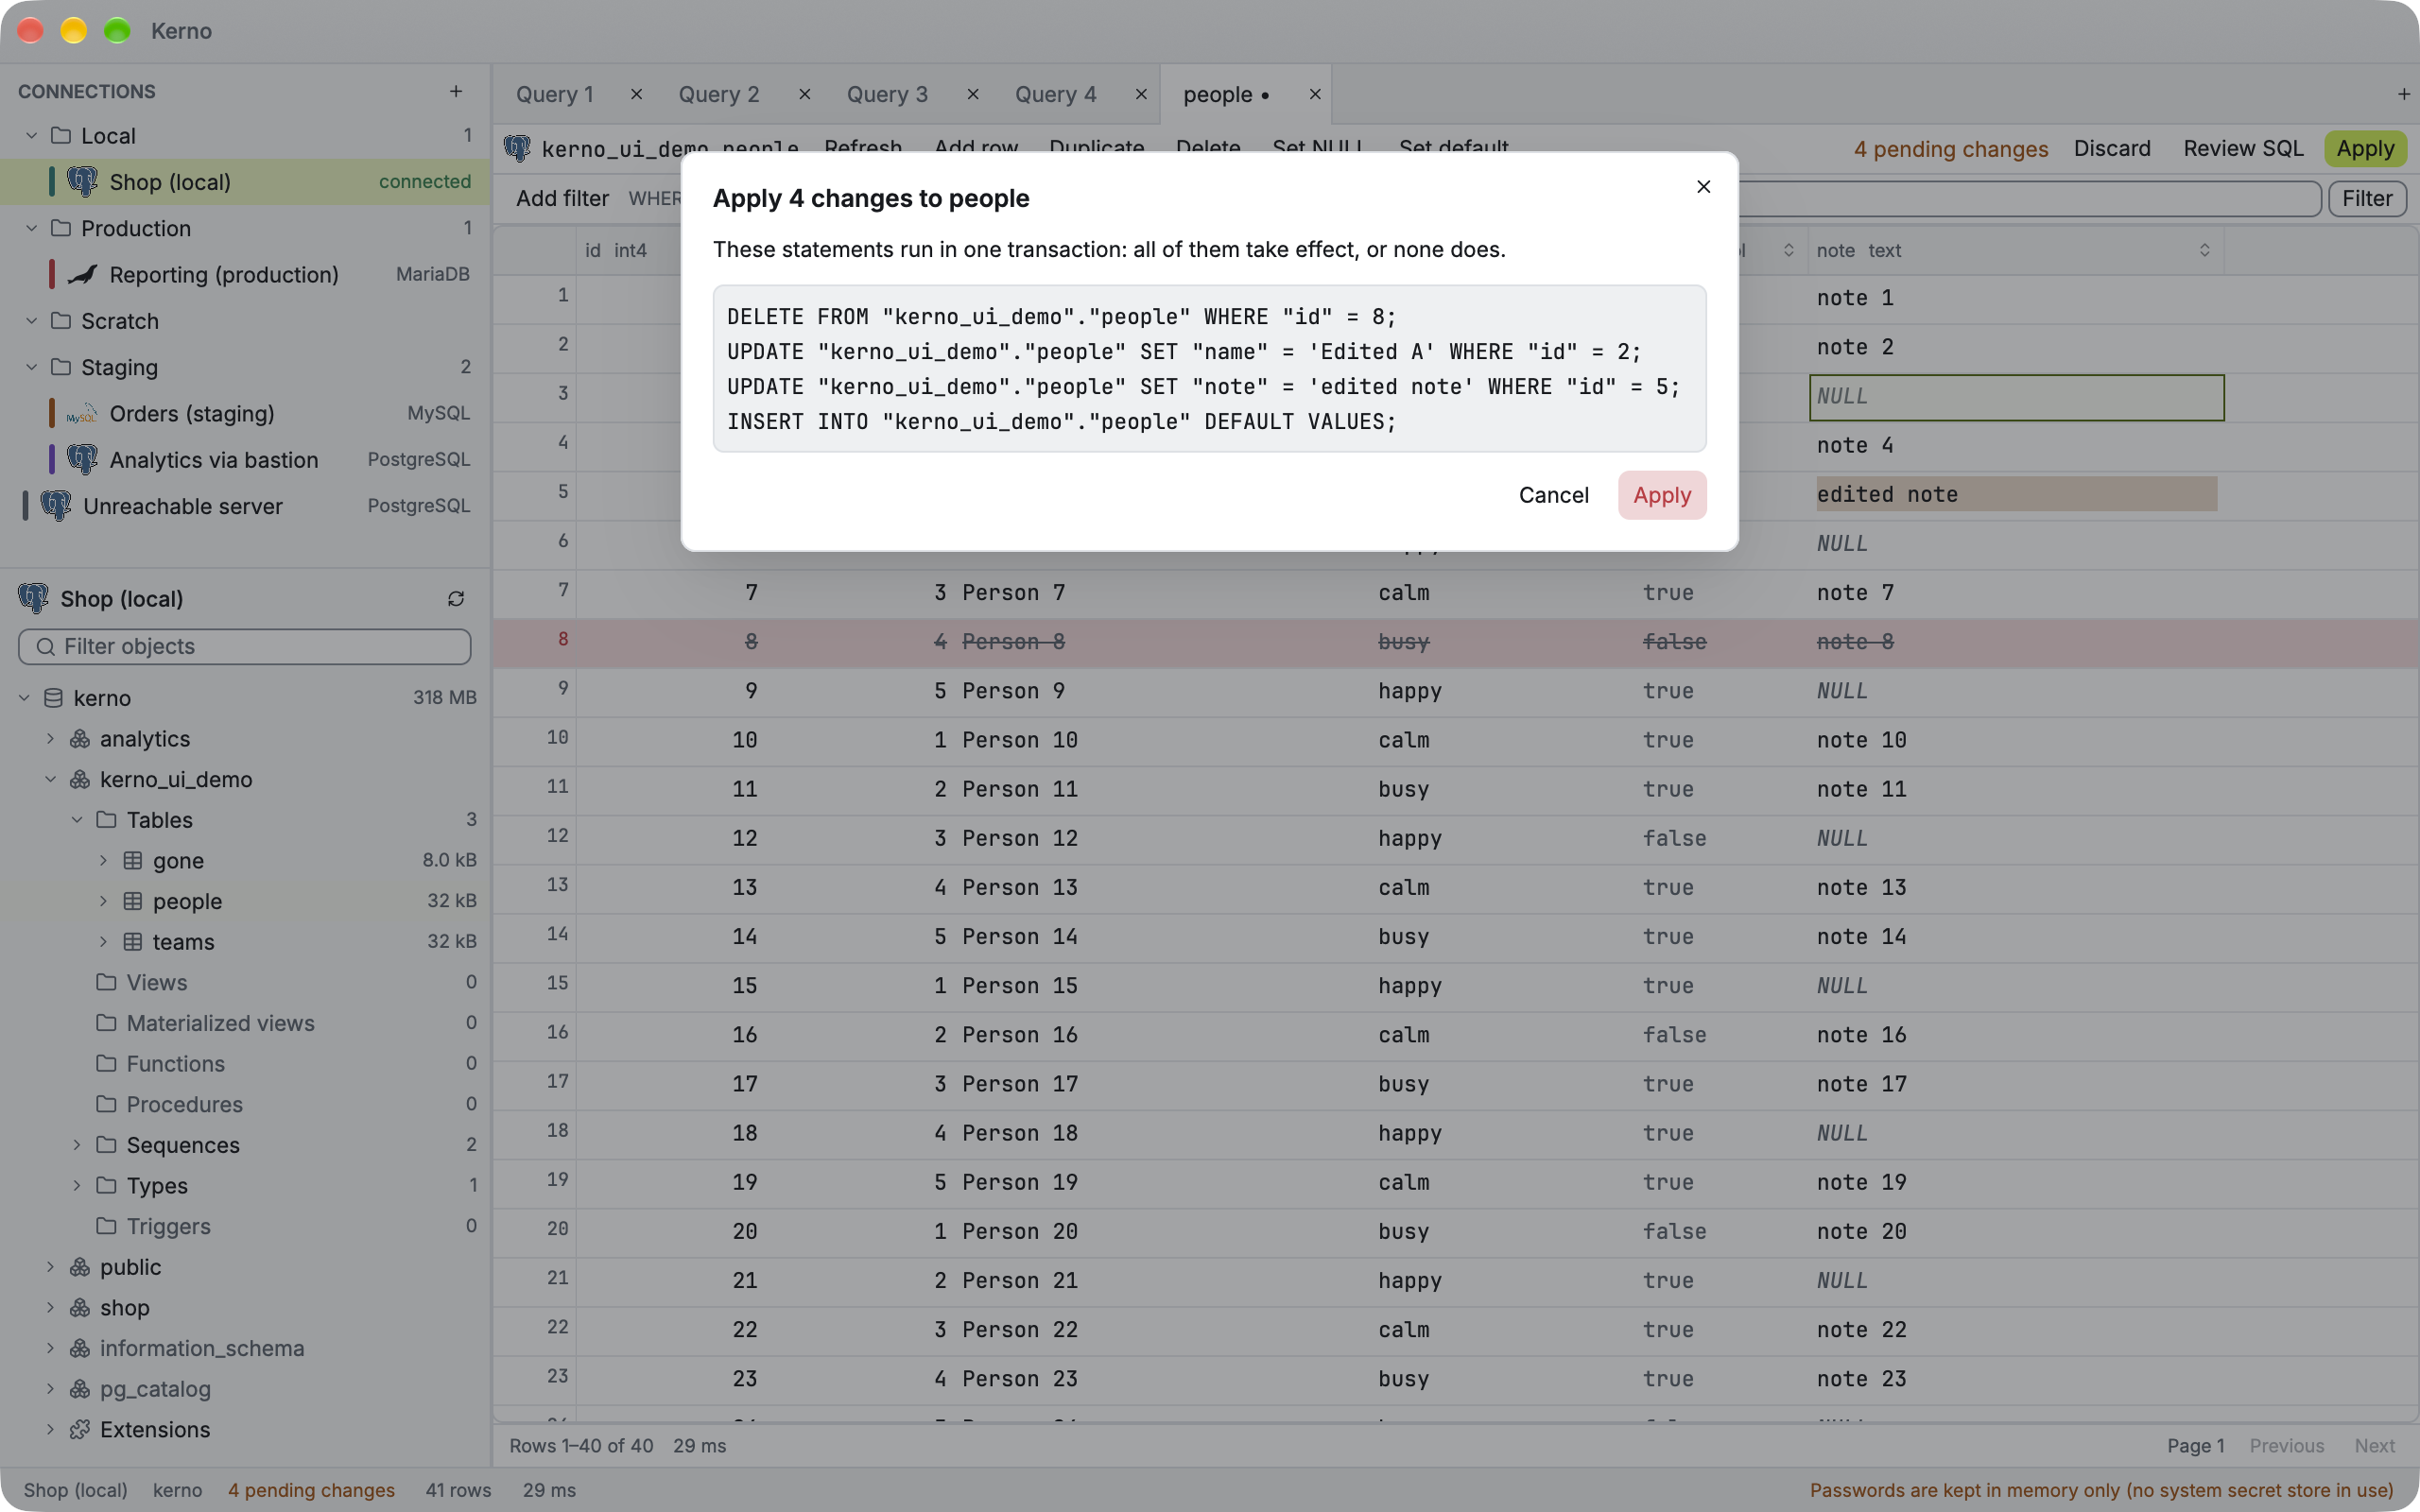 Kerno
CONNECTIONS
Local 1
Shop (local) connected
Production 1
Reporting (production) MariaDB
Scratch
Staging 2
MySQL Orders (staging) MySQL
Analytics via bastion PostgreSQL
Unreachable server PostgreSQL
Shop (local)
Filter objects
kerno 318 MB
analytics
kerno_ui_demo
Tables 3
gone 8.0 kB
people 32 kB
teams 32 kB
Views 0
Materialized views 0
Functions 0
Procedures 0
Sequences 2
Types 1
Triggers 0
public
shop
information_schema
pg_catalog
Extensions
Query 1 Query 2 Query 3 Query 4 people •
kerno_ui_demo.people Refresh Add row Duplicate Delete Set NULL Set default 4 pending changes Discard Review SQL Apply
Add filter Filter
Apply 4 changes to people
These statements run in one transaction: all of them take effect, or none does.
DELETE FROM "kerno_ui_demo"."people" WHERE "id" = 8;
UPDATE "kerno_ui_demo"."people" SET "name" = 'Edited A' WHERE "id" = 2;
UPDATE "kerno_ui_demo"."people" SET "note" = 'edited note' WHERE "id" = 5;
INSERT INTO "kerno_ui_demo"."people" DEFAULT VALUES;
Cancel Apply
id int4 note text
1 note 1
2 note 2
3 NULL
4 note 4
5 edited note
6 NULL
7 7 3 Person 7 calm true note 7
8 8 4 Person 8 busy false note 8
9 9 5 Person 9 happy true NULL
10 10 1 Person 10 calm true note 10
11 11 2 Person 11 busy true note 11
12 12 3 Person 12 happy false NULL
13 13 4 Person 13 calm true note 13
14 14 5 Person 14 busy true note 14
15 15 1 Person 15 happy true NULL
16 16 2 Person 16 calm false note 16
17 17 3 Person 17 busy true note 17
18 18 4 Person 18 happy true NULL
19 19 5 Person 19 calm true note 19
20 20 1 Person 20 busy false note 20
21 21 2 Person 21 happy true NULL
22 22 3 Person 22 calm true note 22
23 23 4 Person 23 busy true note 23
Rows 1–40 of 40 29 ms Page 1 Previous Next
Shop (local) kerno 4 pending changes 41 rows 29 ms Passwords are kept in memory only (no system secret store in use)